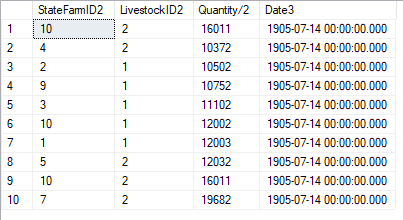 StateFarmID2 LivestockID2 Quantity/2 Date3
1 10 2 16011 1905-07-14 00:00:00.000
2 4 2 10372 1905-07-14 00:00:00.000
3 2 1 10502 1905-07-14 00:00:00.000
4 9 1 10752 1905-07-14 00:00:00.000
5 3 1 11102 1905-07-14 00:00:00.000
6 10 1 12002 1905-07-14 00:00:00.000
7 1 1 12003 1905-07-14 00:00:00.000
8 5 2 12032 1905-07-14 00:00:00.000
9 10 2 16011 1905-07-14 00:00:00.000
10 7 2 19682 1905-07-14 00:00:00.000